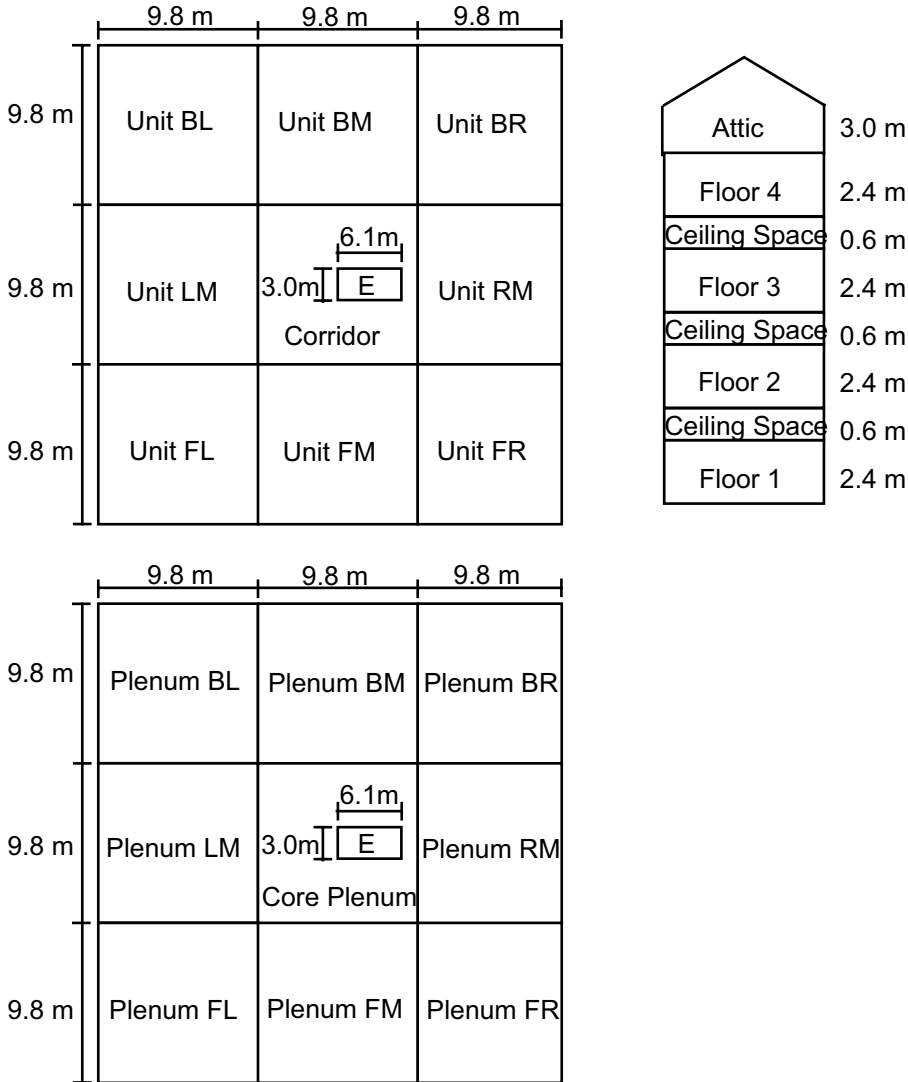 9.8 m 9.8 m 9.8 m
9.8 m
Unit BL Unit BM Unit BR
9.8 m
Unit LM
6.1m
3.0m E
Corridor
Unit RM
9.8 m
Unit FL Unit FM Unit FR
Attic 3.0 m
Floor 4 2.4 m
Ceiling Space 0.6 m
Floor 3 2.4 m
Ceiling Space 0.6 m
Floor 2 2.4 m
Ceiling Space 0.6 m
Floor 1 2.4 m
9.8 m 9.8 m 9.8 m
9.8 m
Plenum BL Plenum BM Plenum BR
9.8 m
Plenum LM
6.1m
3.0m E
Core Plenum
Plenum RM
9.8 m
Plenum FL Plenum FM Plenum FR